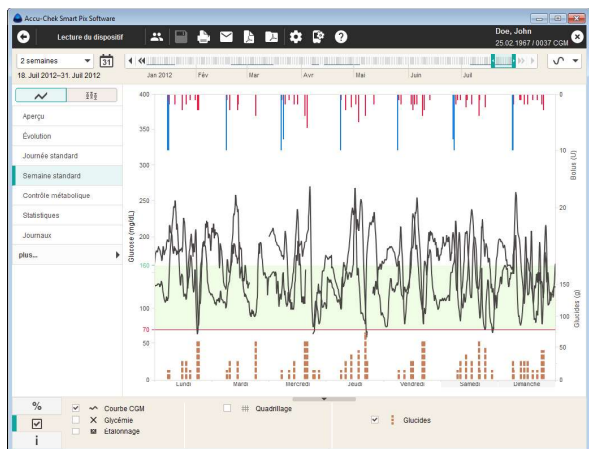 Accu-Chek Smart Pix Software
Lecture du dispositif
Doe, John
25.02.1967 / 0037 CGM
2 semaines
31
18. Juil 2012–31. Juil 2012
Jan 2012 Fév Mar Avr Mai Juin Juil
Aperçu
Évolution
Journée standard
Semaine standard
Contrôle métabolique
Statistiques
Journaux
plus...
Glucose (mg/dL)
400
350
300
250
200
160
100
70
50
0
0
10
20
Bolus (U)
150
100
50
0
Glucides (g)
Lundi Mardi Mercredi Jeudi Vendredi Samedi Dimanche
%
i
Courbe CGM
Glycémie
Étalonnage
Quadrillage
Glucides